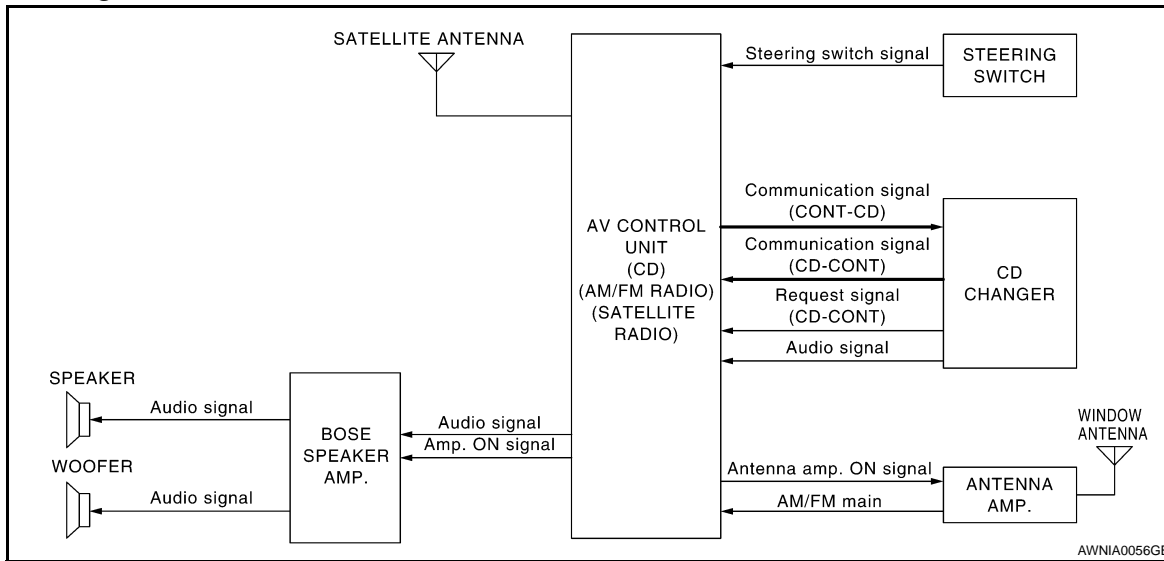 SATELLITE ANTENNA
Steering switch signal
STEERING
SWITCH
Communication signal
(CONT-CD)
Communication signal
(CD-CONT)
Request signal
(CD-CONT)
Audio signal
CD
CHANGER
AV CONTROL
UNIT
(CD)
(AM/FM RADIO)
(SATELLITE
RADIO)
SPEAKER
Audio signal
WOOFER
Audio signal
BOSE
SPEAKER
AMP.
Audio signal
Amp. ON signal
WINDOW
ANTENNA
Antenna amp. ON signal
AM/FM main
ANTENNA
AMP.